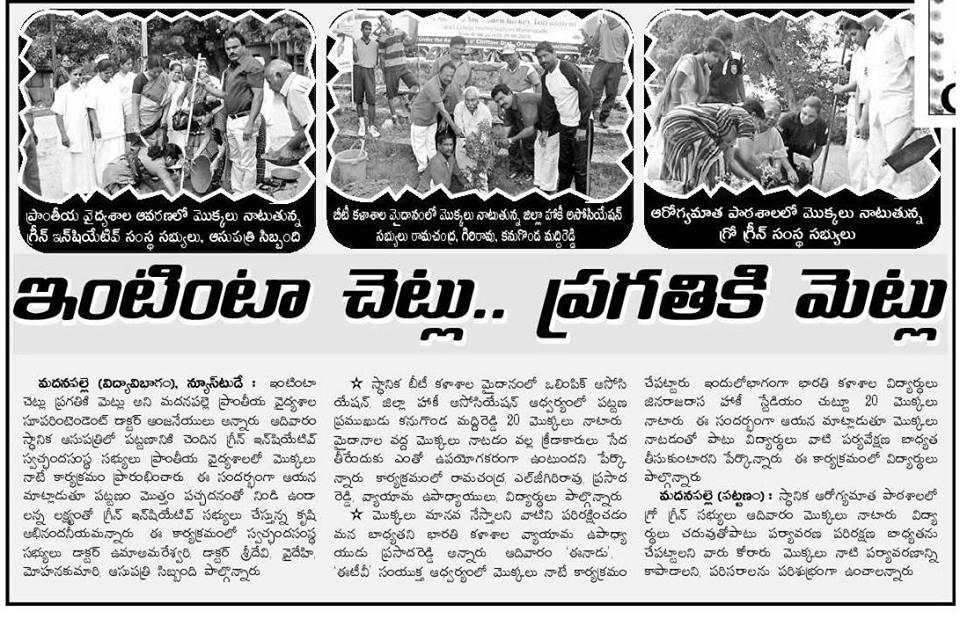 Under the
ప్రాంతీయ వైద్యశాల ఆవరణలో మొక్కలు నాటుతున్న
గ్రీన్ ఇన్‌షియేటివ్ సంస్థ సభ్యులు, ఆసుపత్రి సిబ్బంది
బీటీ కళాశాల మైదానంలో మొక్కలు నాటుతున్న జిల్లా హాకీ అసోసియేషన్
సభ్యులు రామచంద్ర, గిరిరావు, కనుగొండ మద్దిరెడ్డి
ఆరోగ్యమాత పాఠశాలలో మొక్కలు నాటుతున్న
గ్రో గ్రీన్ సంస్థ సభ్యులు
ఇంటింటా చెట్లు.. ప్రగతికి మెట్లు
మదనపల్లె (విద్యావిభాగం), న్యూస్‌టుడే : ఇంటింటా
చెట్లు ప్రగతికి మెట్లు అని మదనపల్లె ప్రాంతీయ వైద్యశాల
సూపరింటెండెంట్ డాక్టర్ ఆంజనేయులు అన్నారు ఆదివారం
స్థానిక ఆసుపత్రిలో పట్టణానికి చెందిన గ్రీన్ ఇన్‌షియేటివ్
స్వచ్ఛందసంస్థ సభ్యులు ప్రాంతీయ వైద్యశాలలో మొక్కలు
నాటే కార్యక్రమం ప్రారంభించారు ఈ సందర్భంగా ఆయన
మాట్లాడుతూ పట్టణం మొత్తం పచ్చదనంతో నిండి ఉండా
లన్న లక్ష్యంతో గ్రీన్ ఇన్‌షియేటివ్ సభ్యులు చేస్తున్న కృషి
అభినందనీయమన్నారు ఈ కార్యక్రమంలో స్వచ్ఛందసంస్థ
సభ్యులు డాక్టర్ ఉమాఅమరేశ్వరి, డాక్టర్ శ్రీదేవి, వైదేహి,
మోహనకుమారి, ఆసుపత్రి సిబ్బంది పాల్గొన్నారు
☆ స్థానిక బీటీ కళాశాల మైదానంలో ఒలింపిక్ అసోసి
యేషన్, జిల్లా హాకీ అసోసియేషన్ ఆధ్వర్యంలో పట్టణ
ప్రముఖుడు కనుగొండ మద్దిరెడ్డి 20 మొక్కలు నాటారు
మైదానాల వద్ద మొక్కలు నాటడం వల్ల క్రీడాకారులు సేద
తీరేందుకు ఎంతో ఉపయోగకరంగా ఉంటుందని పేర్కొ
న్నారు కార్యక్రమంలో రామచంద్ర, ఎల్‌జీగిరిరావు, ప్రసాద
రెడ్డి, వ్యాయామ ఉపాధ్యాయులు, విద్యార్థులు పాల్గొన్నారు
☆ మొక్కలు మానవ నేస్తాలని వాటిని పరిరక్షించడం
మన బాధ్యతని భారతి కళాశాల వ్యాయామ ఉపాధ్యా
యుడు ప్రసాద్‌రెడ్డి అన్నారు ఆదివారం 'ఈనాడు',
'ఈటీవీ' సంయుక్త ఆధ్వర్యంలో మొక్కలు నాటే కార్యక్రమం
చేపట్టారు ఇందులోభాగంగా భారతి కళాశాల విద్యార్థులు
జినరాజదాస హాకీ స్టేడియం చుట్టూ 20 మొక్కలు
నాటారు ఈ సందర్భంగా ఆయన మాట్లాడుతూ మొక్కలు
నాటడంతో పాటు విద్యార్థులు వాటి పర్యవేక్షణ బాధ్యత
తీసుకుంటారని పేర్కొన్నారు ఈ కార్యక్రమంలో విద్యార్థులు
పాల్గొన్నారు
మదనపల్లె (పట్టణం) : స్థానిక ఆరోగ్యమాత పాఠశాలలో
గ్రో గ్రీన్ సభ్యులు ఆదివారం మొక్కలు నాటారు విద్యా
ర్థులు చదువుతోపాటు పర్యావరణ పరిరక్షణ బాధ్యతను
చేపట్టాలని వారు కోరారు మొక్కలు నాటి పర్యావరణాన్ని
కాపాడాలని, పరిసరాలను పరిశుభ్రంగా ఉంచాలన్నారు